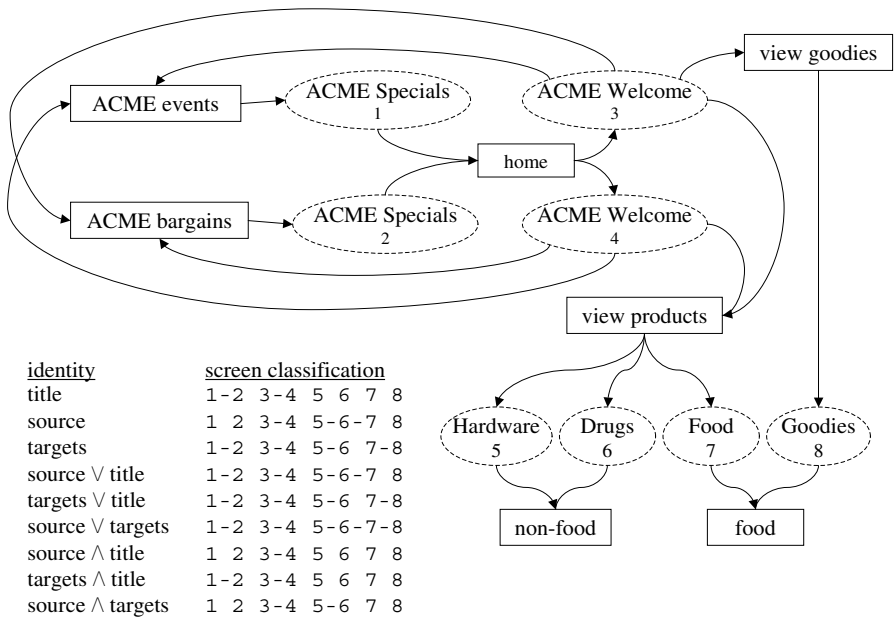 view goodies
ACME events
ACME Specials
1
ACME Welcome
3
home
ACME bargains
ACME Specials
2
ACME Welcome
4
view products
Hardware
5
Drugs
6
Food
7
Goodies
8
non-food
food
identity screen classification
title 1-2 3-4 5 6 7 8
source 1 2 3-4 5-6-7 8
targets 1-2 3-4 5-6 7-8
source ∨ title 1-2 3-4 5-6-7 8
targets ∨ title 1-2 3-4 5-6 7-8
source ∨ targets 1-2 3-4 5-6-7-8
source ∧ title 1 2 3-4 5 6 7 8
targets ∧ title 1-2 3-4 5 6 7 8
source ∧ targets 1 2 3-4 5-6 7 8